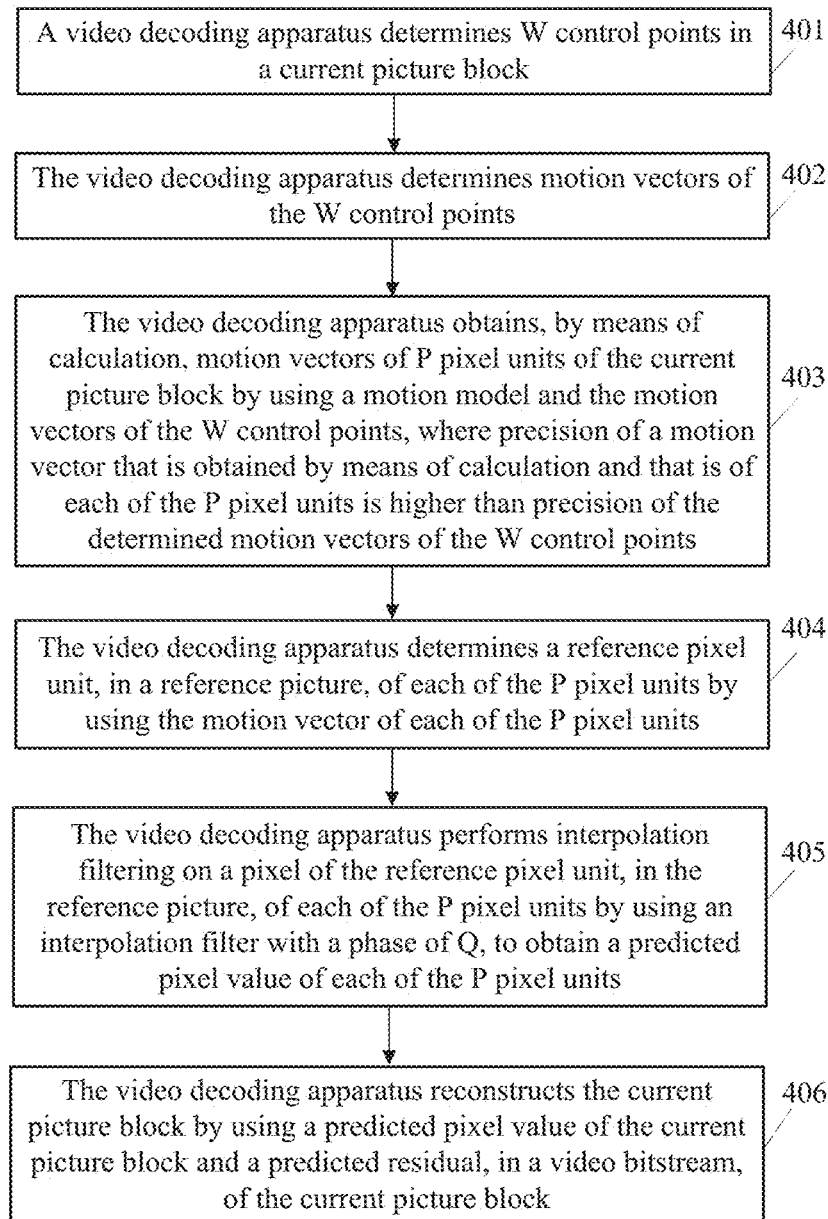 A video decoding apparatus determines W control points in
a current picture block
401
The video decoding apparatus determines motion vectors of
the W control points
402
The video decoding apparatus obtains, by means of
calculation, motion vectors of P pixel units of the current
picture block by using a motion model and the motion
vectors of the W control points, where precision of a motion
vector that is obtained by means of calculation and that is of
each of the P pixel units is higher than precision of the
determined motion vectors of the W control points
403
The video decoding apparatus determines a reference pixel
unit, in a reference picture, of each of the P pixel units by
using the motion vector of each of the P pixel units
404
The video decoding apparatus performs interpolation
filtering on a pixel of the reference pixel unit, in the
reference picture, of each of the P pixel units by using an
interpolation filter with a phase of Q, to obtain a predicted
pixel value of each of the P pixel units
405
The video decoding apparatus reconstructs the current
picture block by using a predicted pixel value of the current
picture block and a predicted residual, in a video bitstream,
of the current picture block
406